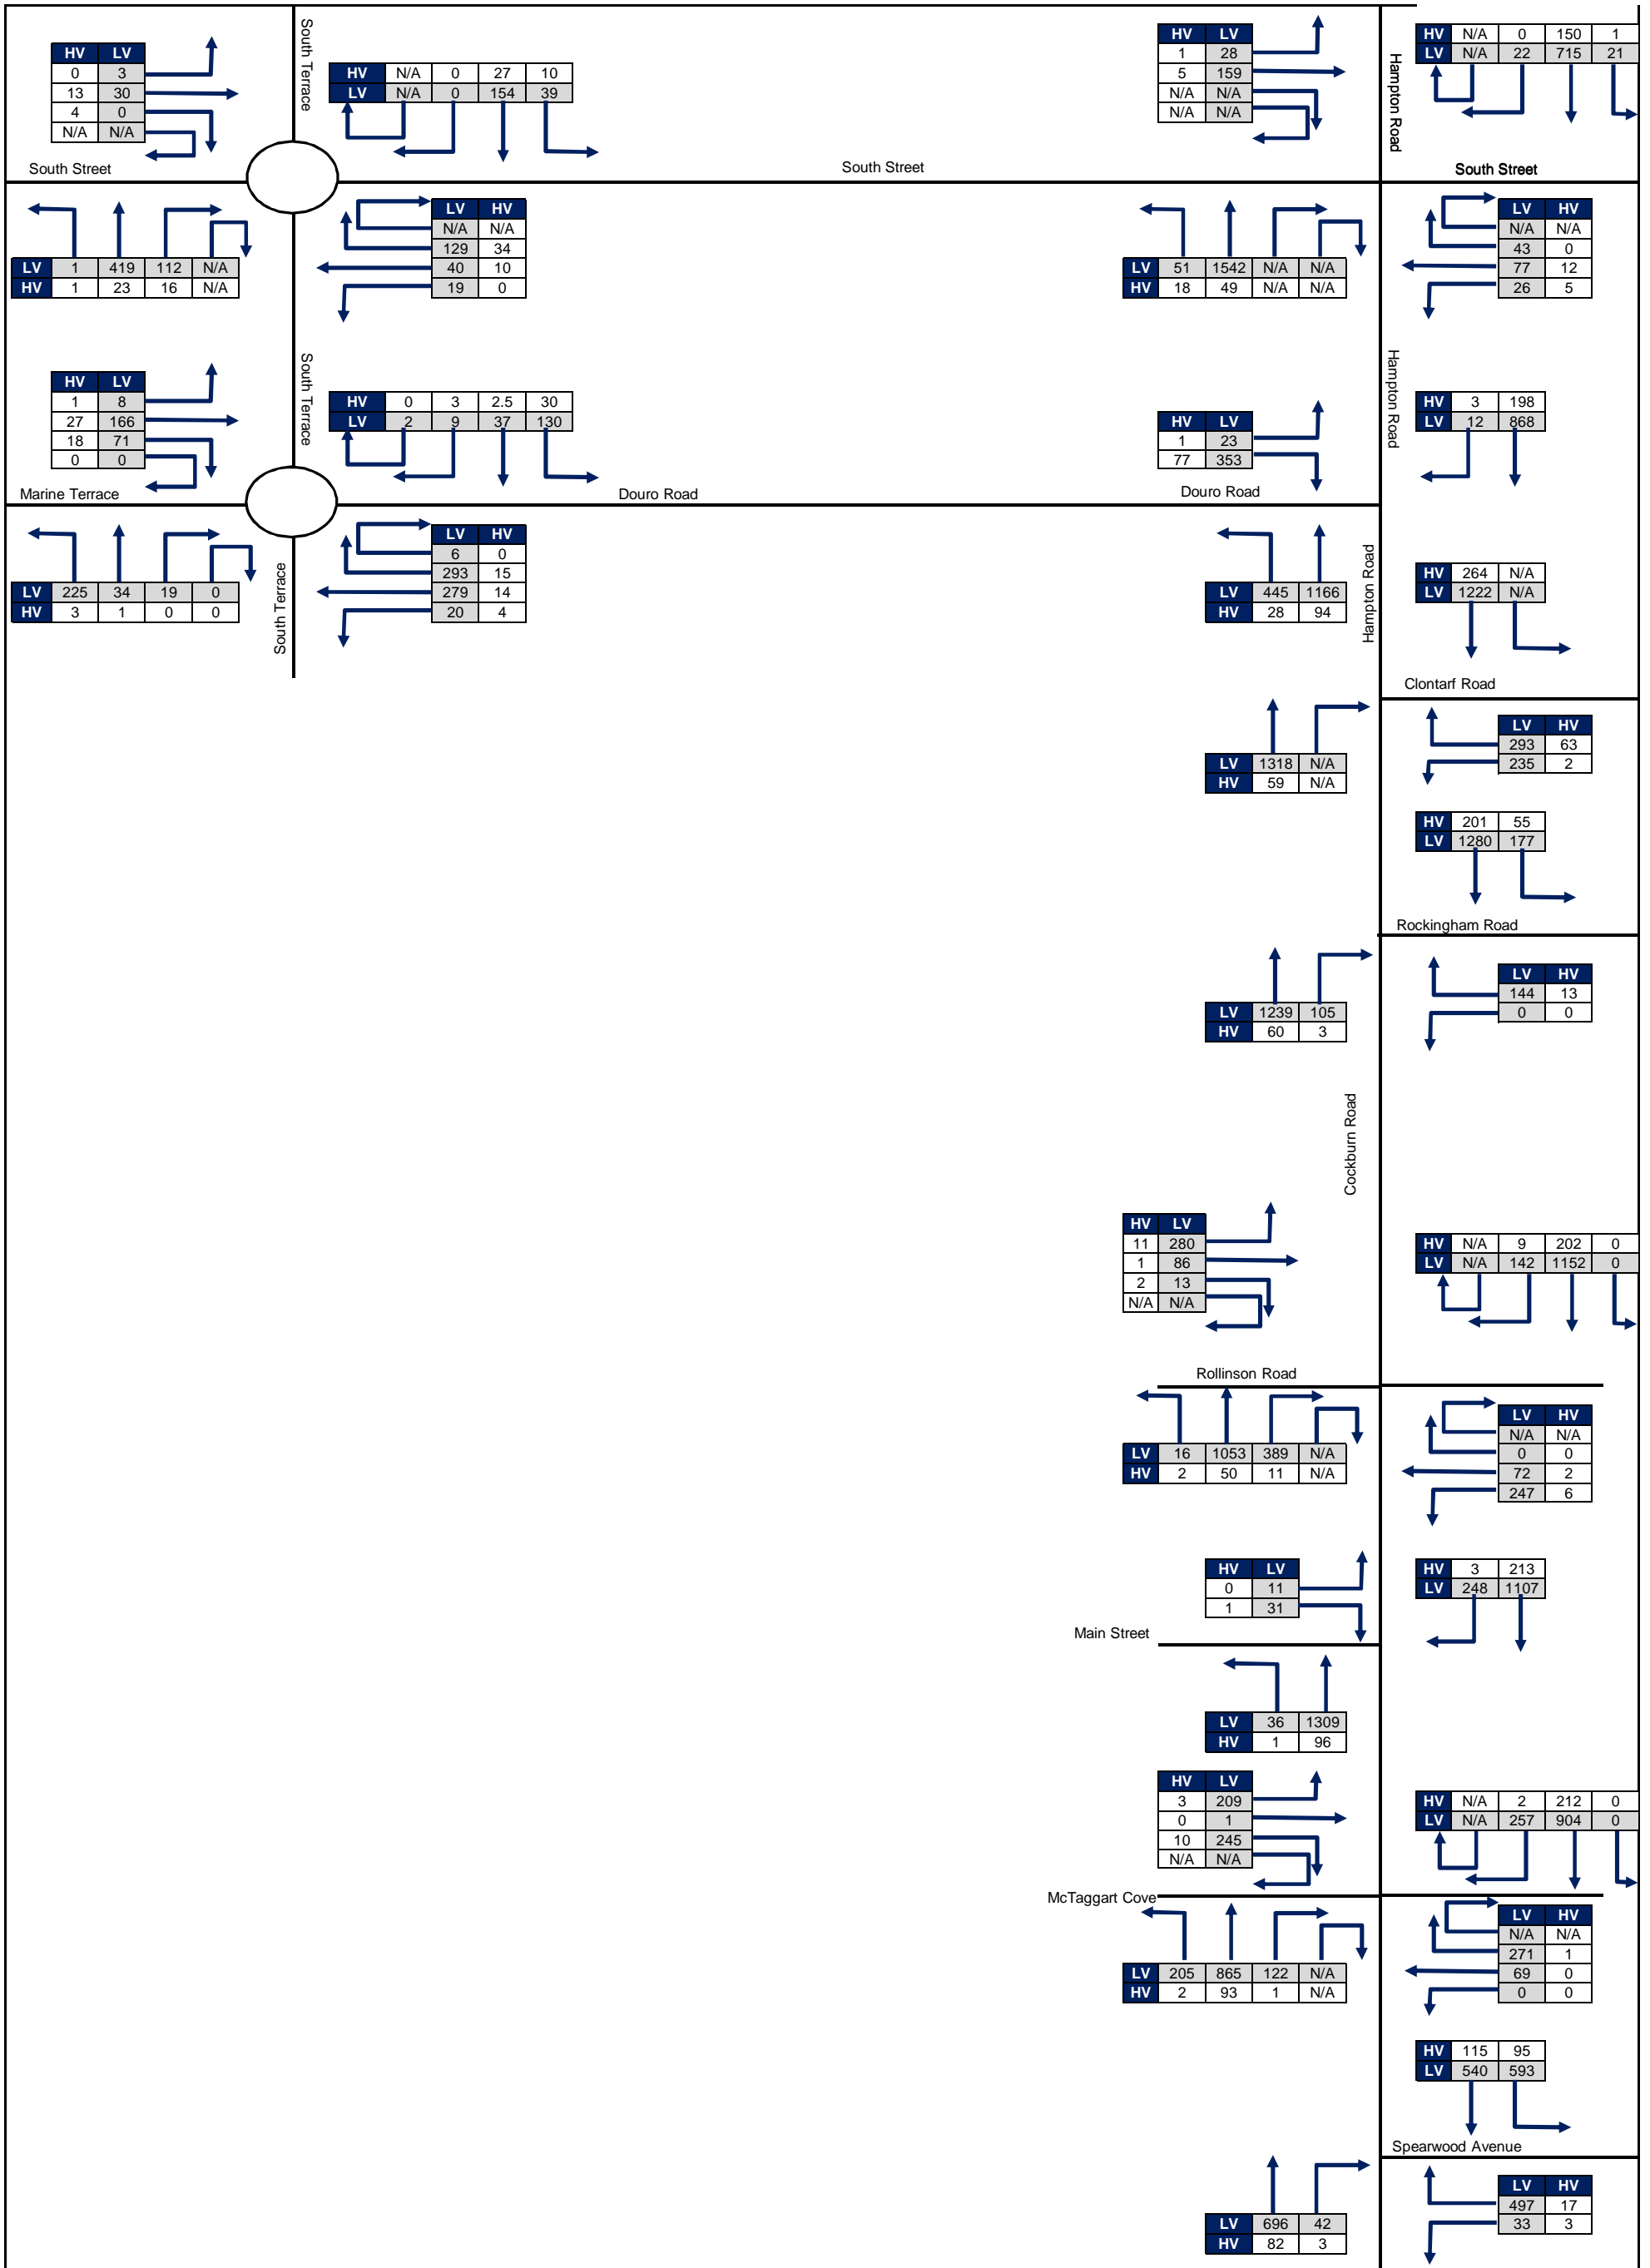 South Terrace
HV LV
0 3
13 30
4 0
N/A N/A
HV N/A 0 27 10
LV N/A 0 154 39
HV LV
1 28
5 159
N/A N/A
N/A N/A
Hampton Road
HV N/A 0 150 1
LV N/A 22 715 21
South Street
South Street
South Street
LV 1 419 112 N/A
HV 1 23 16 N/A
LV HV
N/A N/A
129 34
40 10
19 0
LV 51 1542 N/A N/A
HV 18 49 N/A N/A
LV HV
N/A N/A
43 0
77 12
26 5
South Terrace
HV LV
1 8
27 166
18 71
0 0
HV 0 3 2.5 30
LV 2 9 37 130
HV LV
1 23
77 353
Hampton Road
HV 3 198
LV 12 868
Marine Terrace
Douro Road
Douro Road
LV 225 34 19 0
HV 3 1 0 0
South Terrace
LV HV
6 0
293 15
279 14
20 4
LV 445 1166
HV 28 94
Hampton Road
HV 264 N/A
LV 1222 N/A
Clontarf Road
LV 1318 N/A
HV 59 N/A
LV HV
293 63
235 2
HV 201 55
LV 1280 177
Rockingham Road
LV 1239 105
HV 60 3
LV HV
144 13
0 0
Cockburn Road
HV LV
11 280
1 86
2 13
N/A N/A
HV N/A 9 202 0
LV N/A 142 1152 0
Rollinson Road
LV 16 1053 389 N/A
HV 2 50 11 N/A
LV HV
N/A N/A
0 0
72 2
247 6
HV LV
0 11
1 31
HV 3 213
LV 248 1107
Main Street
LV 36 1309
HV 1 96
HV LV
3 209
0 1
10 245
N/A N/A
HV N/A 2 212 0
LV N/A 257 904 0
McTaggart Cove
LV 205 865 122 N/A
HV 2 93 1 N/A
LV HV
N/A N/A
271 1
69 0
0 0
HV 115 95
LV 540 593
Spearwood Avenue
LV 696 42
HV 82 3
LV HV
497 17
33 3